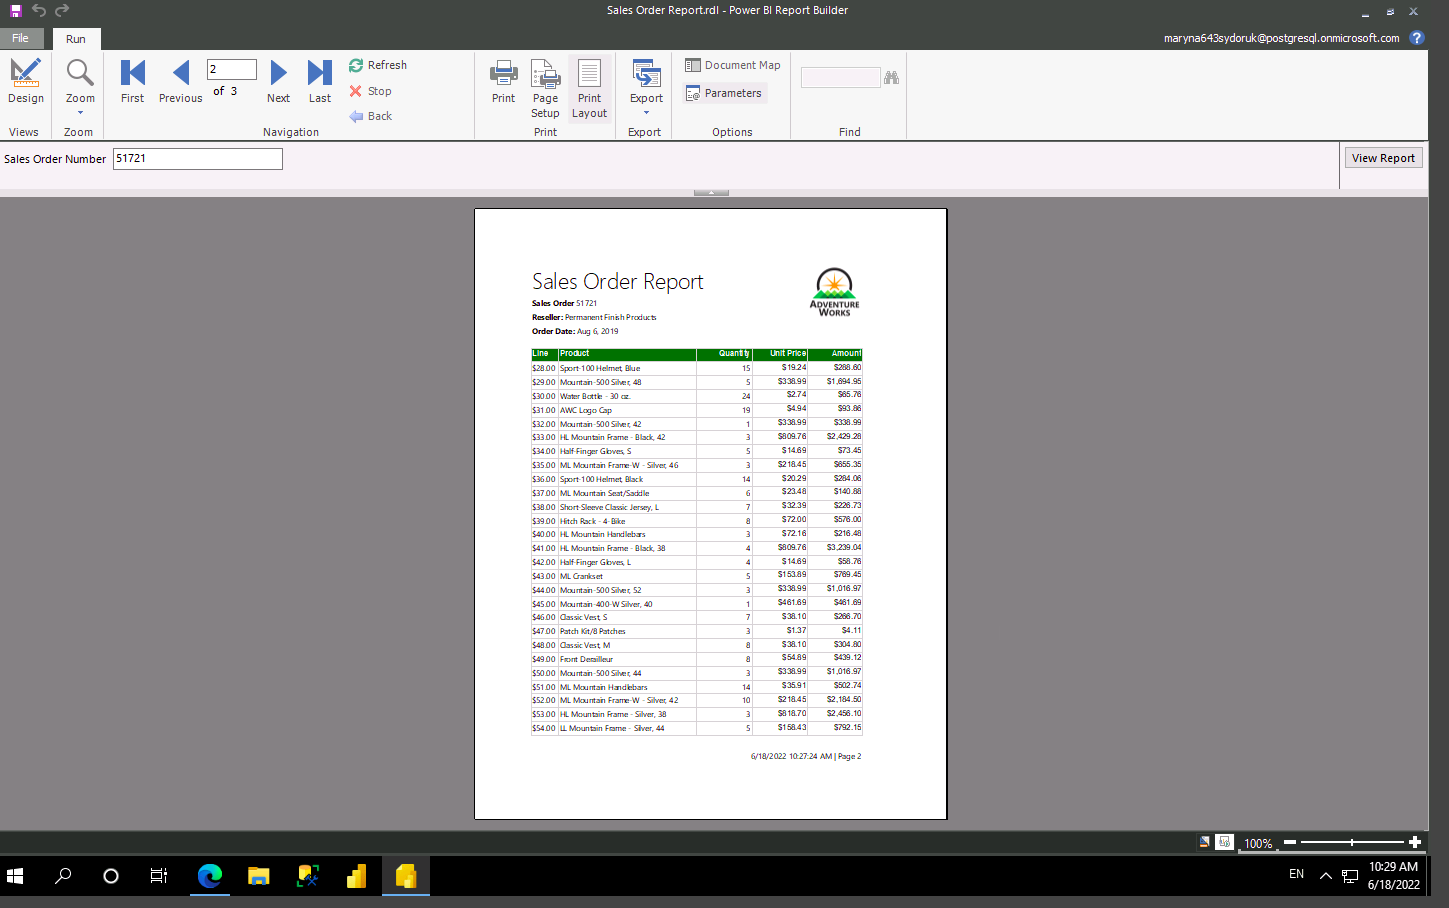 Sales Order Report.rdl - Power BI Report Builder
File
Run
maryna643sydoruk@postgresql.onmicrosoft.com
Design
Zoom
First
Previous
2
of 3
Next
Last
Refresh
Stop
Back
Print
Page Setup
Print Layout
Export
Document Map
Parameters
Views
Zoom
Navigation
Print
Export
Options
Find
Sales Order Number 51721
View Report
Sales Order Report
Sales Order 51721
Reseller: Permanent Finish Products
Order Date: Aug 6, 2019
ADVENTURE WORKS
Line Product Quantity Unit Price Amount
$28.00 Sport-100 Helmet, Blue 15 $19.24 $288.60
$29.00 Mountain-500 Silver, 48 5 $338.99 $1,694.95
$30.00 Water Bottle - 30 oz. 24 $2.74 $65.76
$31.00 AWC Logo Cap 19 $4.94 $93.86
$32.00 Mountain-500 Silver, 42 1 $338.99 $338.99
$33.00 HL Mountain Frame - Black, 42 3 $809.76 $2,429.28
$34.00 Half-Finger Gloves, S 5 $14.69 $73.45
$35.00 ML Mountain Frame-W - Silver, 46 3 $218.45 $655.35
$36.00 Sport-100 Helmet, Black 14 $20.29 $284.06
$37.00 ML Mountain Seat/Saddle 6 $23.48 $140.88
$38.00 Short-Sleeve Classic Jersey, L 7 $32.39 $226.73
$39.00 Hitch Rack - 4-Bike 8 $72.00 $576.00
$40.00 HL Mountain Handlebars 3 $72.16 $216.48
$41.00 HL Mountain Frame - Black, 38 4 $809.76 $3,239.04
$42.00 Half-Finger Gloves, L 4 $14.69 $58.76
$43.00 ML Crankset 5 $153.89 $769.45
$44.00 Mountain-500 Silver, 52 3 $338.99 $1,016.97
$45.00 Mountain-400-W Silver, 40 1 $461.69 $461.69
$46.00 Classic Vest, S 7 $38.10 $266.70
$47.00 Patch Kit/8 Patches 3 $1.37 $4.11
$48.00 Classic Vest, M 8 $38.10 $304.80
$49.00 Front Derailleur 8 $54.89 $439.12
$50.00 Mountain-500 Silver, 44 3 $338.99 $1,016.97
$51.00 ML Mountain Handlebars 14 $35.91 $502.74
$52.00 ML Mountain Frame-W - Silver, 42 10 $218.45 $2,184.50
$53.00 HL Mountain Frame - Silver, 38 3 $818.70 $2,456.10
$54.00 LL Mountain Frame - Silver, 44 5 $158.43 $792.15
6/18/2022 10:27:24 AM | Page 2
100%
EN
10:29 AM
6/18/2022